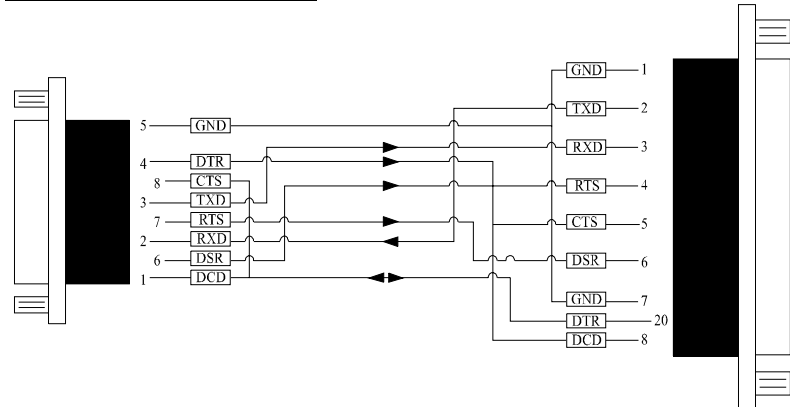 5 GND
4 DTR
8 CTS
3 TXD
7 RTS
2 RXD
6 DSR
1 DCD
GND 1
TXD 2
RXD 3
RTS 4
CTS 5
DSR 6
GND 7
DTR 20
DCD 8